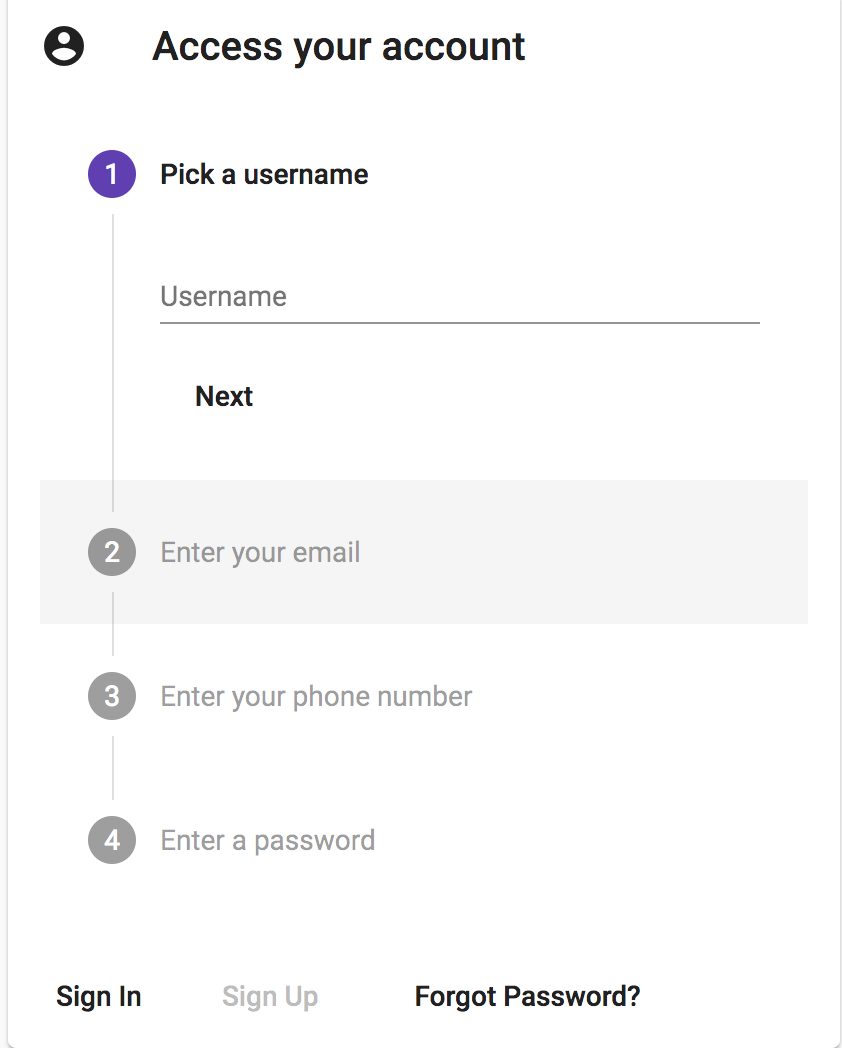 Access your account
1 Pick a username
Username
Next
2 Enter your email
3 Enter your phone number
4 Enter a password
Sign In Sign Up Forgot Password?